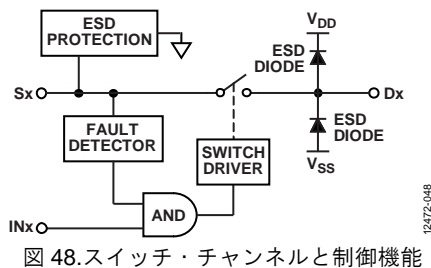 ESD
PROTECTION
VDD
ESD
DIODE
Sx
Dx
FAULT
DETECTOR
SWITCH
DRIVER
ESD
DIODE
VSS
AND
INx
12472-048
図 48.スイッチ・チャンネルと制御機能